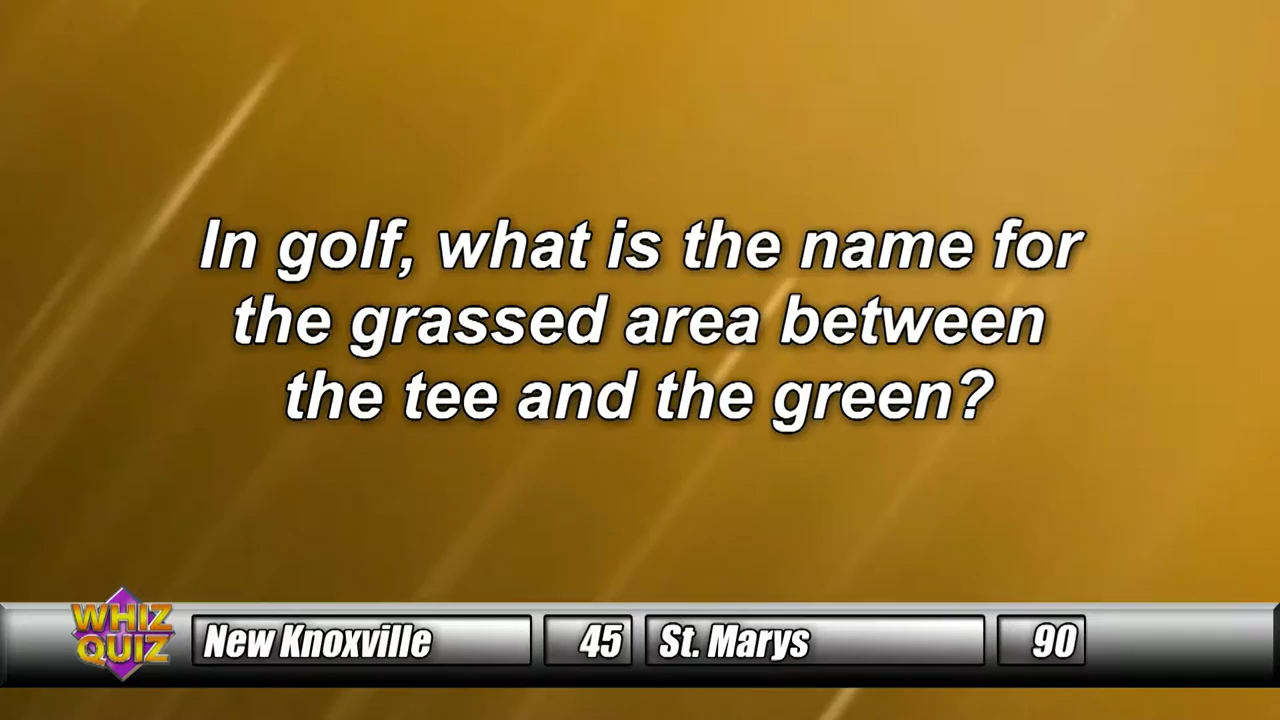 In golf, what is the name for
the grassed area between
the tee and the green?
WHIZ
QUIZ
New Knoxville 45 St. Marys 90